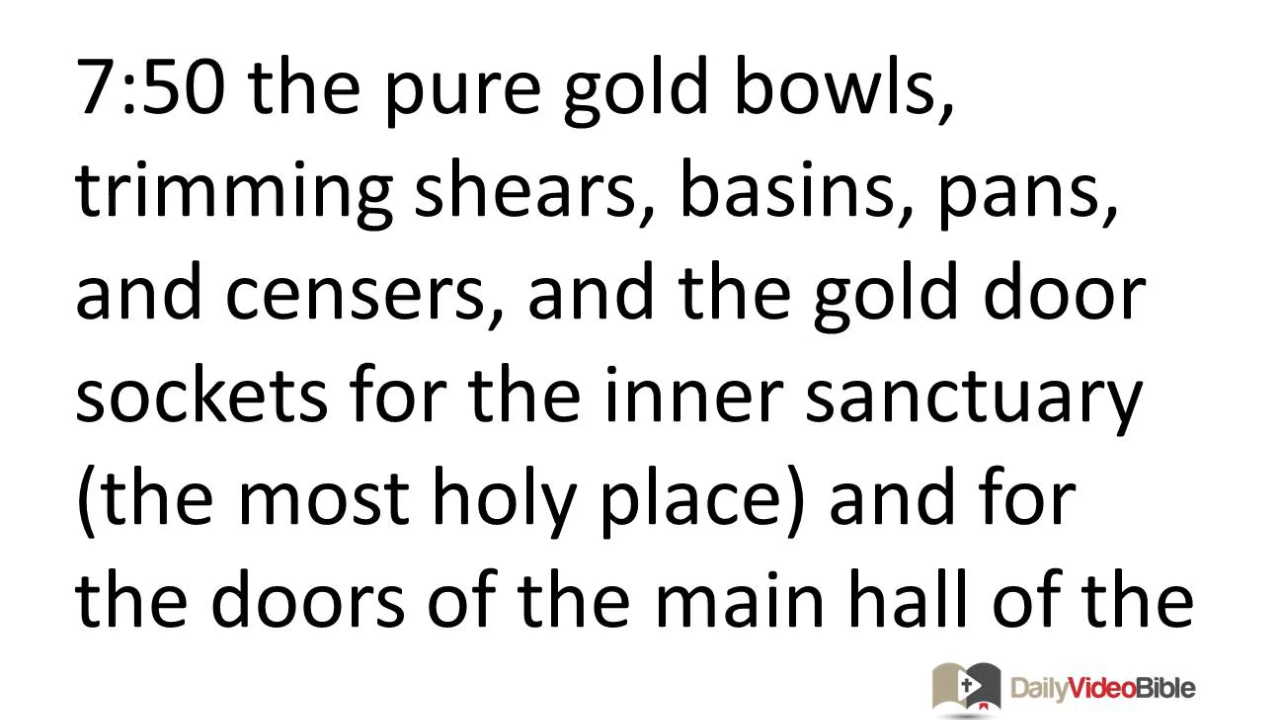 7:50 the pure gold bowls,
trimming shears, basins, pans,
and censers, and the gold door
sockets for the inner sanctuary
(the most holy place) and for
the doors of the main hall of the
DailyVideoBible